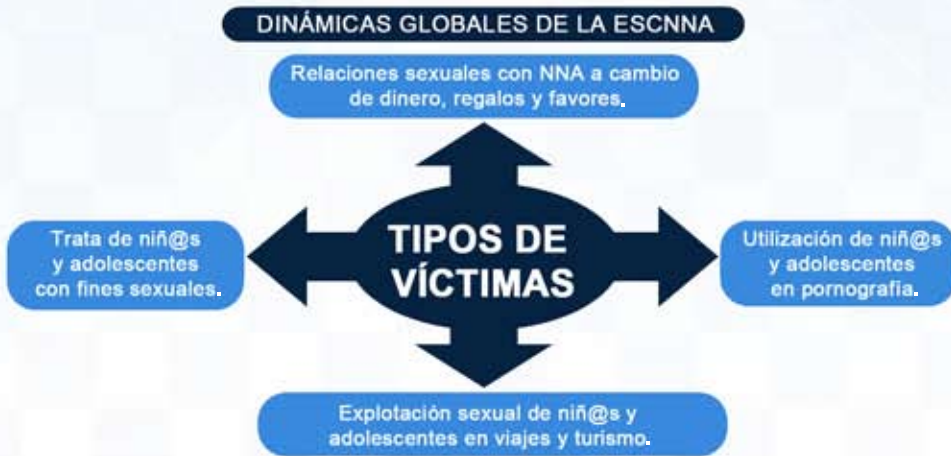 DINÁMICAS GLOBALES DE LA ESCNNA
Relaciones sexuales con NNA a cambio
de dinero, regalos y favores.
Trata de niñ@s
y adolescentes
con fines sexuales.
TIPOS DE
VÍCTIMAS
Utilización de niñ@s
y adolescentes
en pornografía.
Explotación sexual de niñ@s y
adolescentes en viajes y turismo.